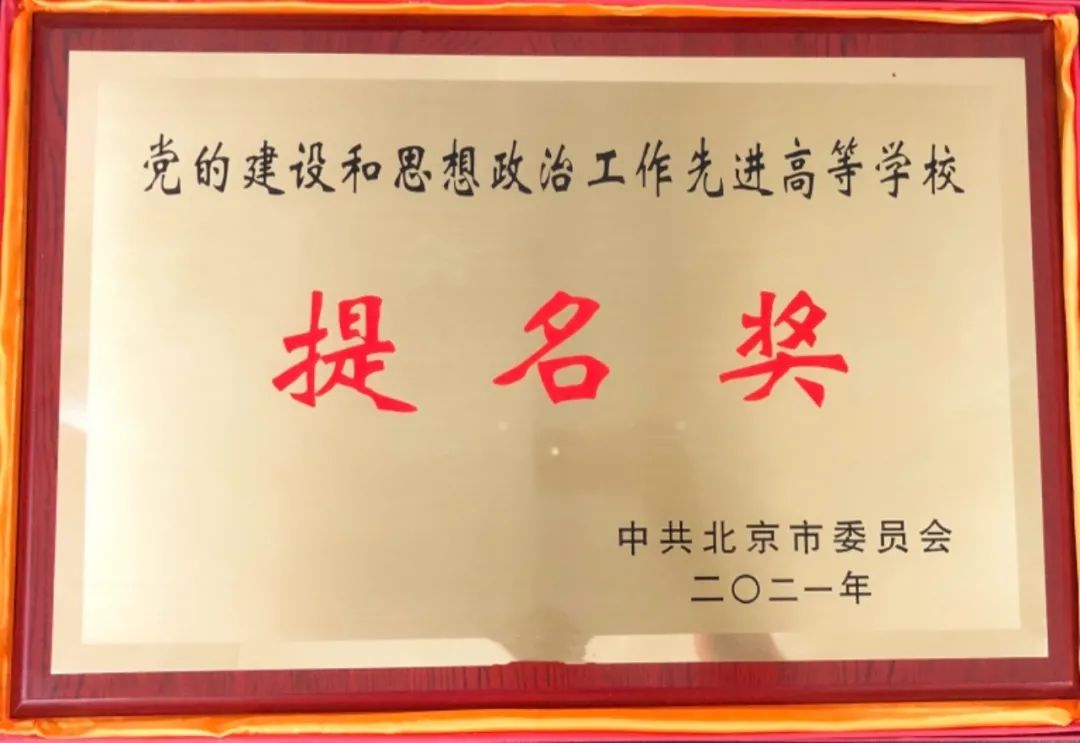 党的建设和思想政治工作先进高等学校
提名奖
中共北京市委员会
二〇二一年